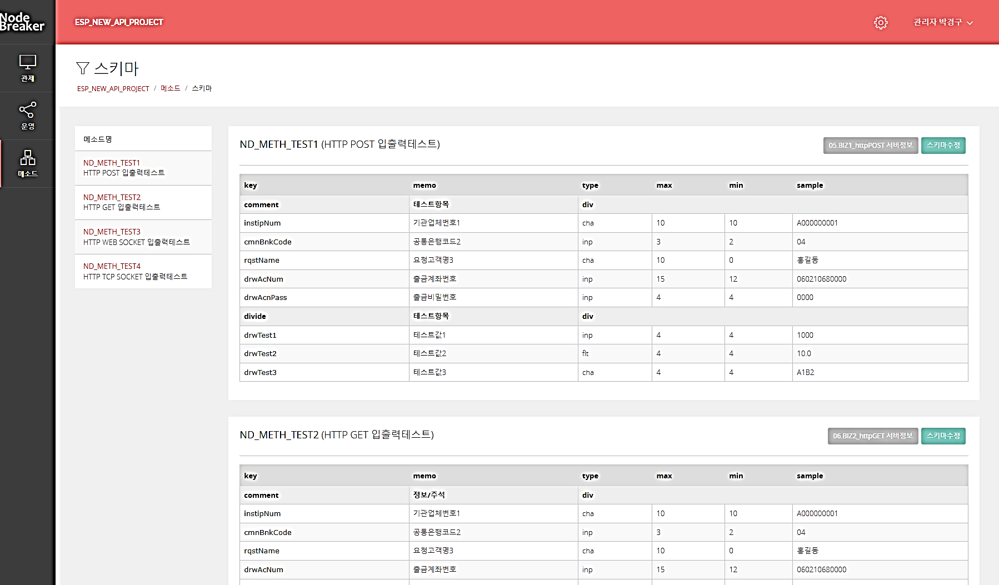 Node
Breaker
ESP_NEW_API_PROJECT
관리자 박경구
관제
운영
메소드
스키마
ESP_NEW_API_PROJECT / 메소드 / 스키마
메소드명
ND_METH_TEST1
HTTP POST 입출력테스트
ND_METH_TEST2
HTTP GET 입출력테스트
ND_METH_TEST3
HTTP WEB SOCKET 입출력테스트
ND_METH_TEST4
HTTP TCP SOCKET 입출력테스트
ND_METH_TEST1 (HTTP POST 입출력테스트) 05.BIZ1_httpPOST 서버정보 스키마수정
key memo type max min sample
comment 테스트항목 div
instipNum 기관업체번호1 cha 10 10 A000000001
cmnBnkCode 공통은행코드2 inp 3 2 04
rqstName 요청고객명3 cha 10 0 홍길동
drwAcNum 출금계좌번호 inp 15 12 060210680000
drwAcnPass 출금비밀번호 inp 4 4 0000
divide 테스트항목 div
drwTest1 테스트값1 inp 4 4 1000
drwTest2 테스트값2 flt 4 4 10.0
drwTest3 테스트값3 cha 4 4 A1B2
ND_METH_TEST2 (HTTP GET 입출력테스트) 06.BIZ2_httpGET 서버정보 스키마수정
key memo type max min sample
comment 정보/주석 div
instipNum 기관업체번호1 cha 10 10 A000000001
cmnBnkCode 공통은행코드2 inp 3 2 04
rqstName 요청고객명3 cha 10 0 홍길동
drwAcNum 출금계좌번호 inp 15 12 060210680000